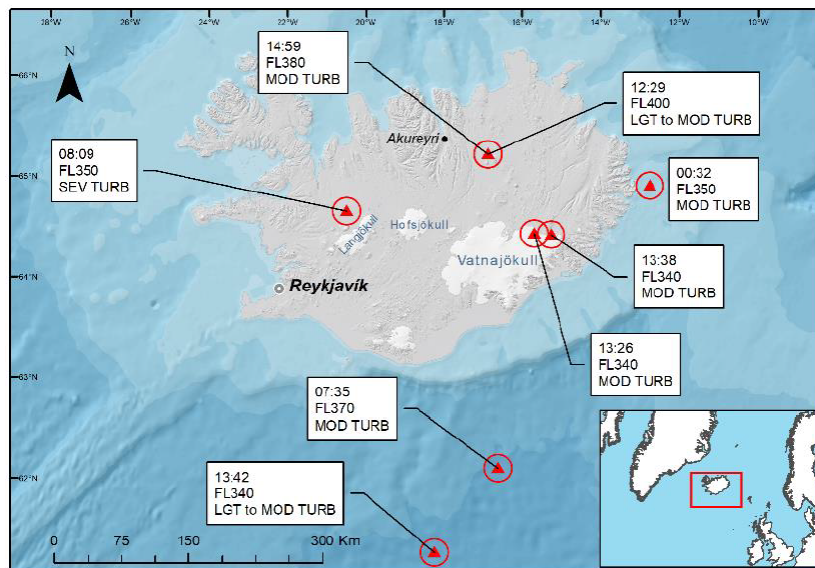 28°W
26°W
24°W
22°W
20°W
18°W
16°W
14°W
12°W
10°W
66°N
65°N
64°N
63°N
62°N
N
14:59
FL380
MOD TURB
12:29
FL400
LGT to MOD TURB
08:09
FL350
SEV TURB
00:32
FL350
MOD TURB
Akureyri
Langjökull
Hofsjökull
Vatnajökull
Reykjavík
13:38
FL340
MOD TURB
13:26
FL340
MOD TURB
07:35
FL370
MOD TURB
13:42
FL340
LGT to MOD TURB
0 75 150 300 Km